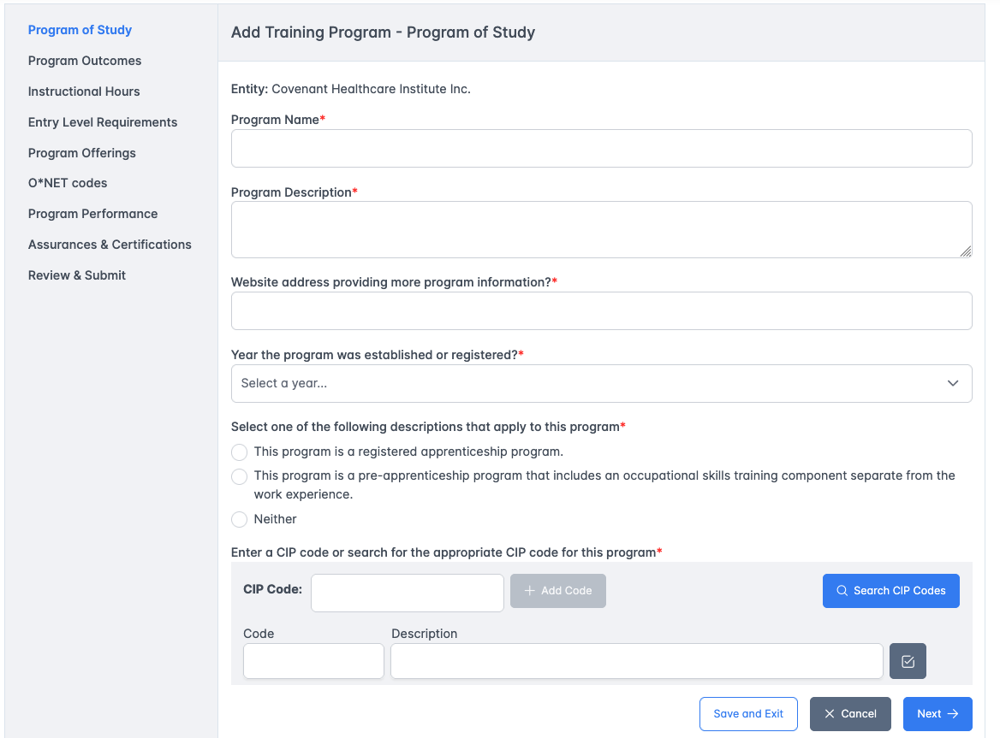 Program of Study
Program Outcomes
Instructional Hours
Entry Level Requirements
Program Offerings
O*NET codes
Program Performance
Assurances & Certifications
Review & Submit
Add Training Program - Program of Study
Entity: Covenant Healthcare Institute Inc.
Program Name*
Program Description*
Website address providing more program information?*
Year the program was established or registered?*
Select a year...
Select one of the following descriptions that apply to this program*
This program is a registered apprenticeship program.
This program is a pre-apprenticeship program that includes an occupational skills training component separate from the
work experience.
Neither
Enter a CIP code or search for the appropriate CIP code for this program*
CIP Code:
Add Code
Search CIP Codes
Code
Description
Save and Exit
Cancel
Next